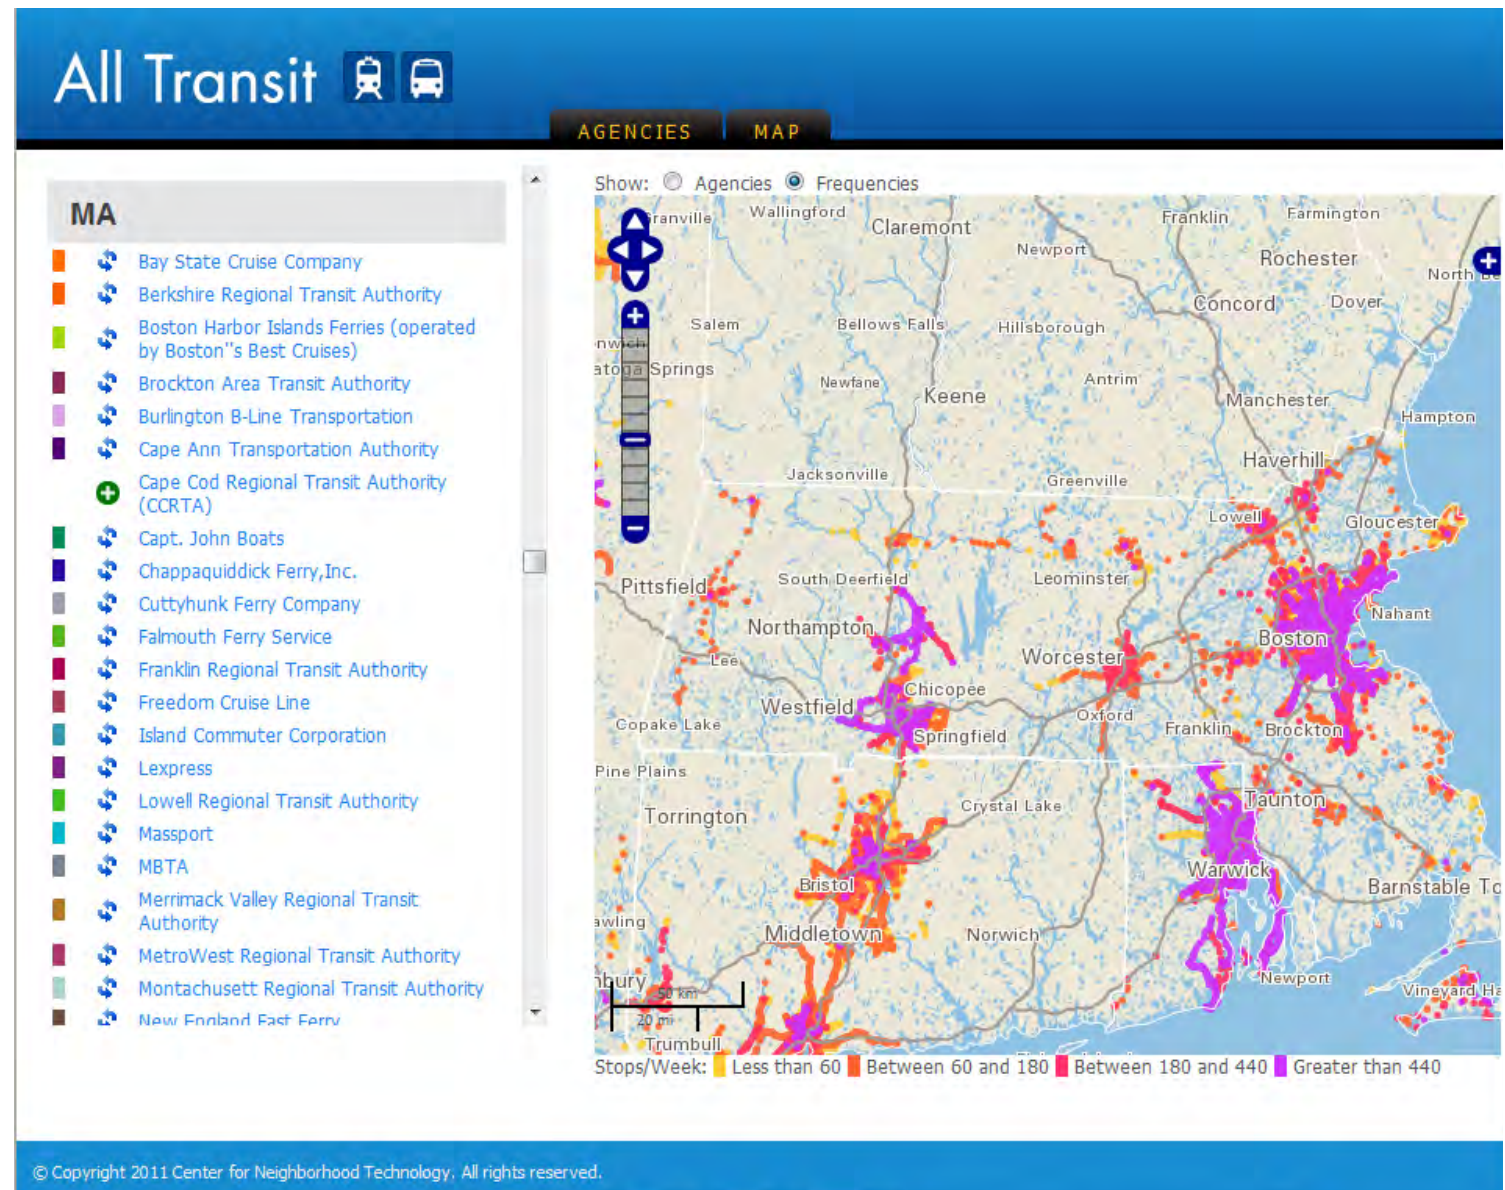 All Transit
AGENCIES
MAP
MA
Bay State Cruise Company
Berkshire Regional Transit Authority
Boston Harbor Islands Ferries (operated
by Boston"s Best Cruises)
Brockton Area Transit Authority
Burlington B-Line Transportation
Cape Ann Transportation Authority
Cape Cod Regional Transit Authority
(CCRTA)
Capt. John Boats
Chappaquiddick Ferry,Inc.
Cuttyhunk Ferry Company
Falmouth Ferry Service
Franklin Regional Transit Authority
Freedom Cruise Line
Island Commuter Corporation
Lexpress
Lowell Regional Transit Authority
Massport
MBTA
Merrimack Valley Regional Transit
Authority
MetroWest Regional Transit Authority
Montachusett Regional Transit Authority
New England Fast Ferry
Show: Agencies Frequencies
Wallingford
Claremont
Franklin
Farmington
Newport
Rochester
North
Concord
Dover
Salem
Bellows Falls
Hillsborough
Springs
Newfane
Keene
Antrim
Manchester
Hampton
Haverhill
Jacksonville
Greenville
Lowell
Gloucester
Pittsfield
South Deerfield
Leominster
Nahant
Northampton
Boston
Lee
Worcester
Chicopee
Westfield
Oxford
Copake Lake
Springfield
Franklin
Brockton
Pine Plains
Torrington
Crystal Lake
Taunton
Bristol
Warwick
Barnstable
Middletown
Norwich
Newport
Vineyard
50 km
20 mi
Trumbull
Stops/Week: Less than 60 Between 60 and 180 Between 180 and 440 Greater than 440
© Copyright 2011 Center for Neighborhood Technology. All rights reserved.